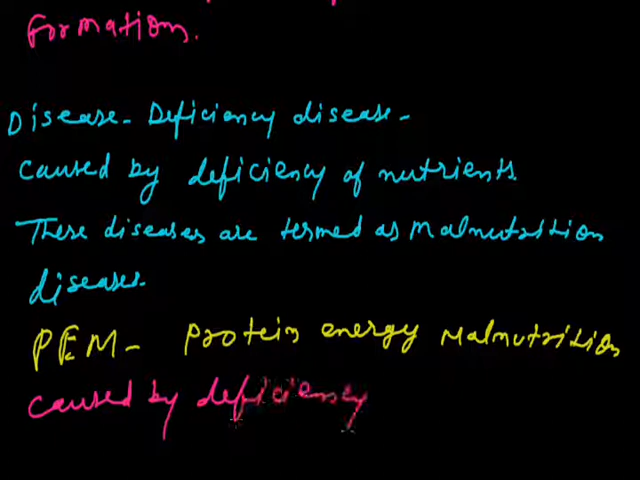 Formation.
Disease - Deficiency disease -
Caused by deficiency of nutrients.
These diseases are termed as Malnutrition
diseases.
PEM - Protein energy Malnutrition
Caused by deficiency